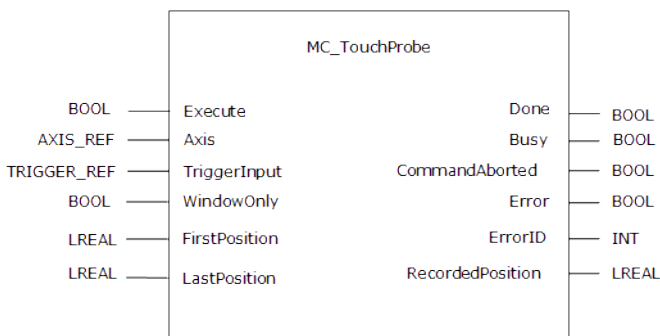 MC_TouchProbe
BOOL Execute Done BOOL
AXIS_REF Axis Busy BOOL
TRIGGER_REF TriggerInput CommandAborted BOOL
BOOL WindowOnly Error BOOL
LREAL FirstPosition ErrorID INT
LREAL LastPosition RecordedPosition LREAL